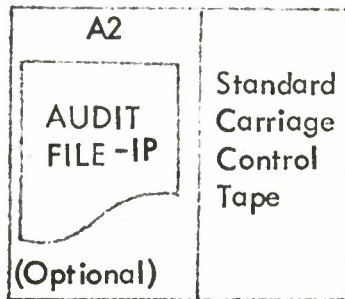 A2
AUDIT
FILE-IP
(Optional)
Standard
Carriage
Control
Tape